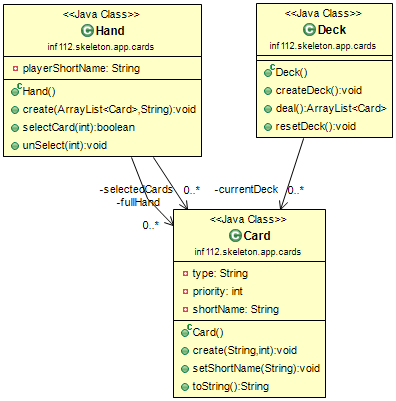 <<Java Class>>
Hand
inf112.skeleton.app.cards
playerShortName: String
Hand()
create(ArrayList<Card>,String):void
selectCard(int):boolean
unSelect(int):void
<<Java Class>>
Deck
inf112.skeleton.app.cards
Deck()
createDeck():void
deal():ArrayList<Card>
resetDeck():void
-selectedCards 0..*
-fullHand
0..*
-currentDeck 0..*
<<Java Class>>
Card
inf112.skeleton.app.cards
type: String
priority: int
shortName: String
Card()
create(String,int):void
setShortName(String):void
toString():String